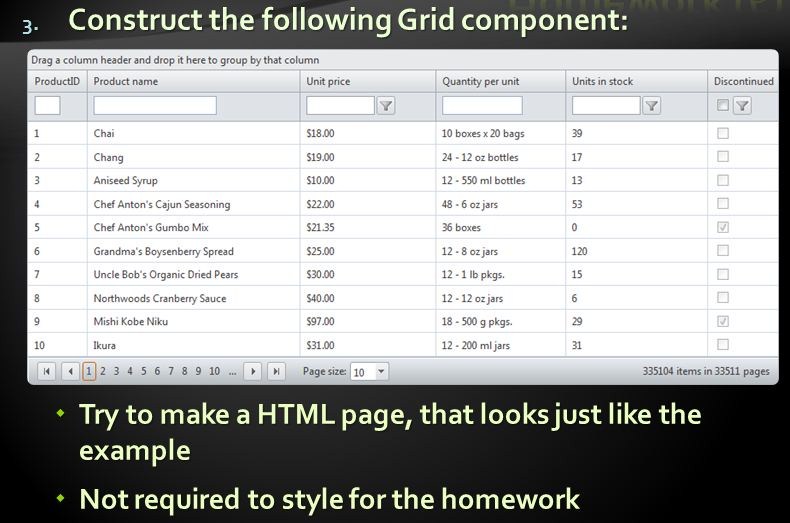 3. Construct the following Grid component:
Drag a column header and drop it here to group by that column
ProductID Product name Unit price Quantity per unit Units in stock Discontinued
1 Chai $18.00 10 boxes x 20 bags 39
2 Chang $19.00 24 - 12 oz bottles 17
3 Aniseed Syrup $10.00 12 - 550 ml bottles 13
4 Chef Anton's Cajun Seasoning $22.00 48 - 6 oz jars 53
5 Chef Anton's Gumbo Mix $21.35 36 boxes 0
6 Grandma's Boysenberry Spread $25.00 12 - 8 oz jars 120
7 Uncle Bob's Organic Dried Pears $30.00 12 - 1 lb pkgs. 15
8 Northwoods Cranberry Sauce $40.00 12 - 12 oz jars 6
9 Mishi Kobe Niku $97.00 18 - 500 g pkgs. 29
10 Ikura $31.00 12 - 200 ml jars 31
1 2 3 4 5 6 7 8 9 10 ... Page size: 10 335104 items in 33511 pages
Try to make a HTML page, that looks just like the
example
Not required to style for the homework